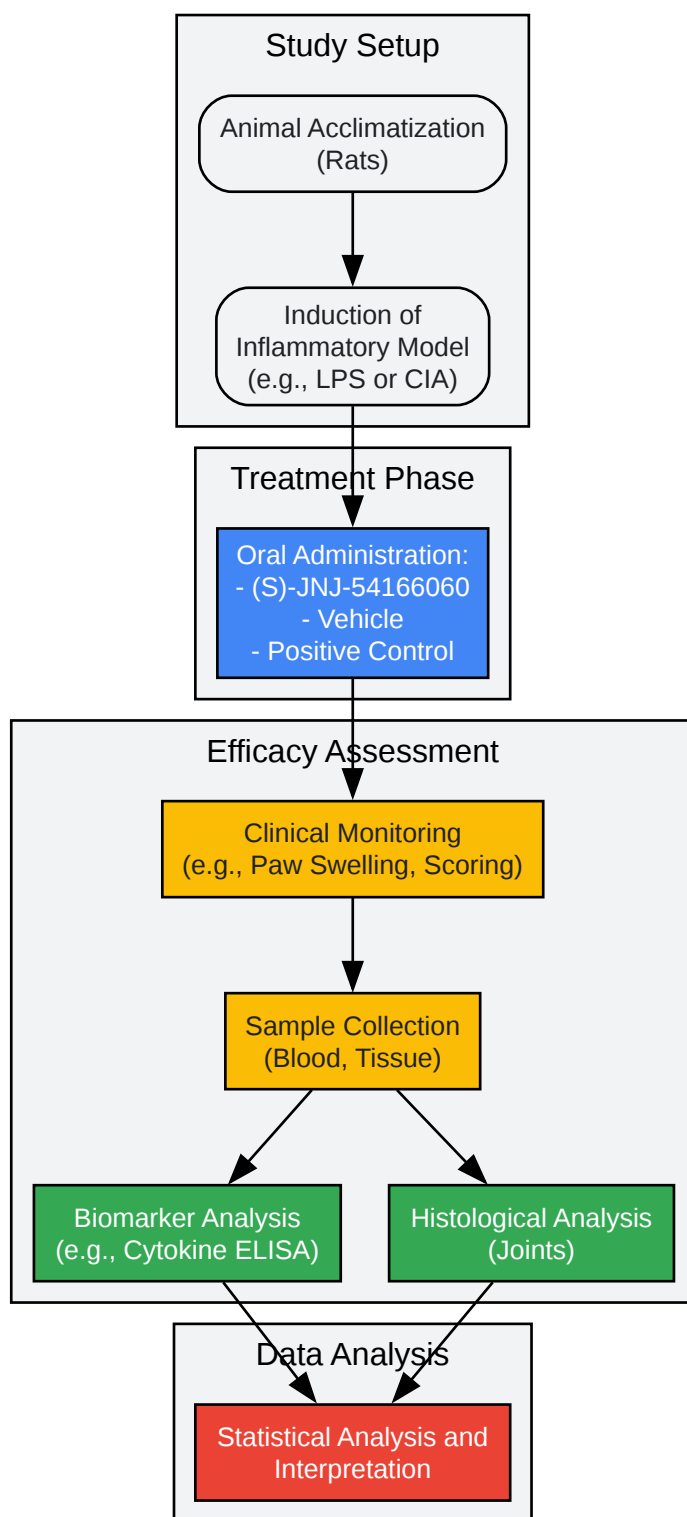 Study Setup
Animal Acclimatization
(Rats)
Induction of
Inflammatory Model
(e.g., LPS or CIA)
Treatment Phase
Oral Administration:
- (S)-JNJ-54166060
- Vehicle
- Positive Control
Efficacy Assessment
Clinical Monitoring
(e.g., Paw Swelling, Scoring)
Sample Collection
(Blood, Tissue)
Biomarker Analysis
(e.g., Cytokine ELISA)
Histological Analysis
(Joints)
Data Analysis
Statistical Analysis and
Interpretation